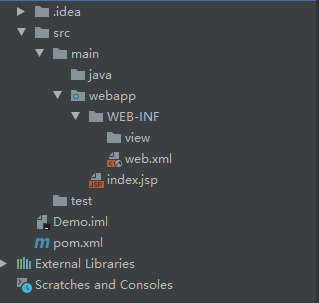 .idea
src
main
java
webapp
WEB-INF
view
web.xml
index.jsp
test
Demo.iml
pom.xml
External Libraries
Scratches and Consoles